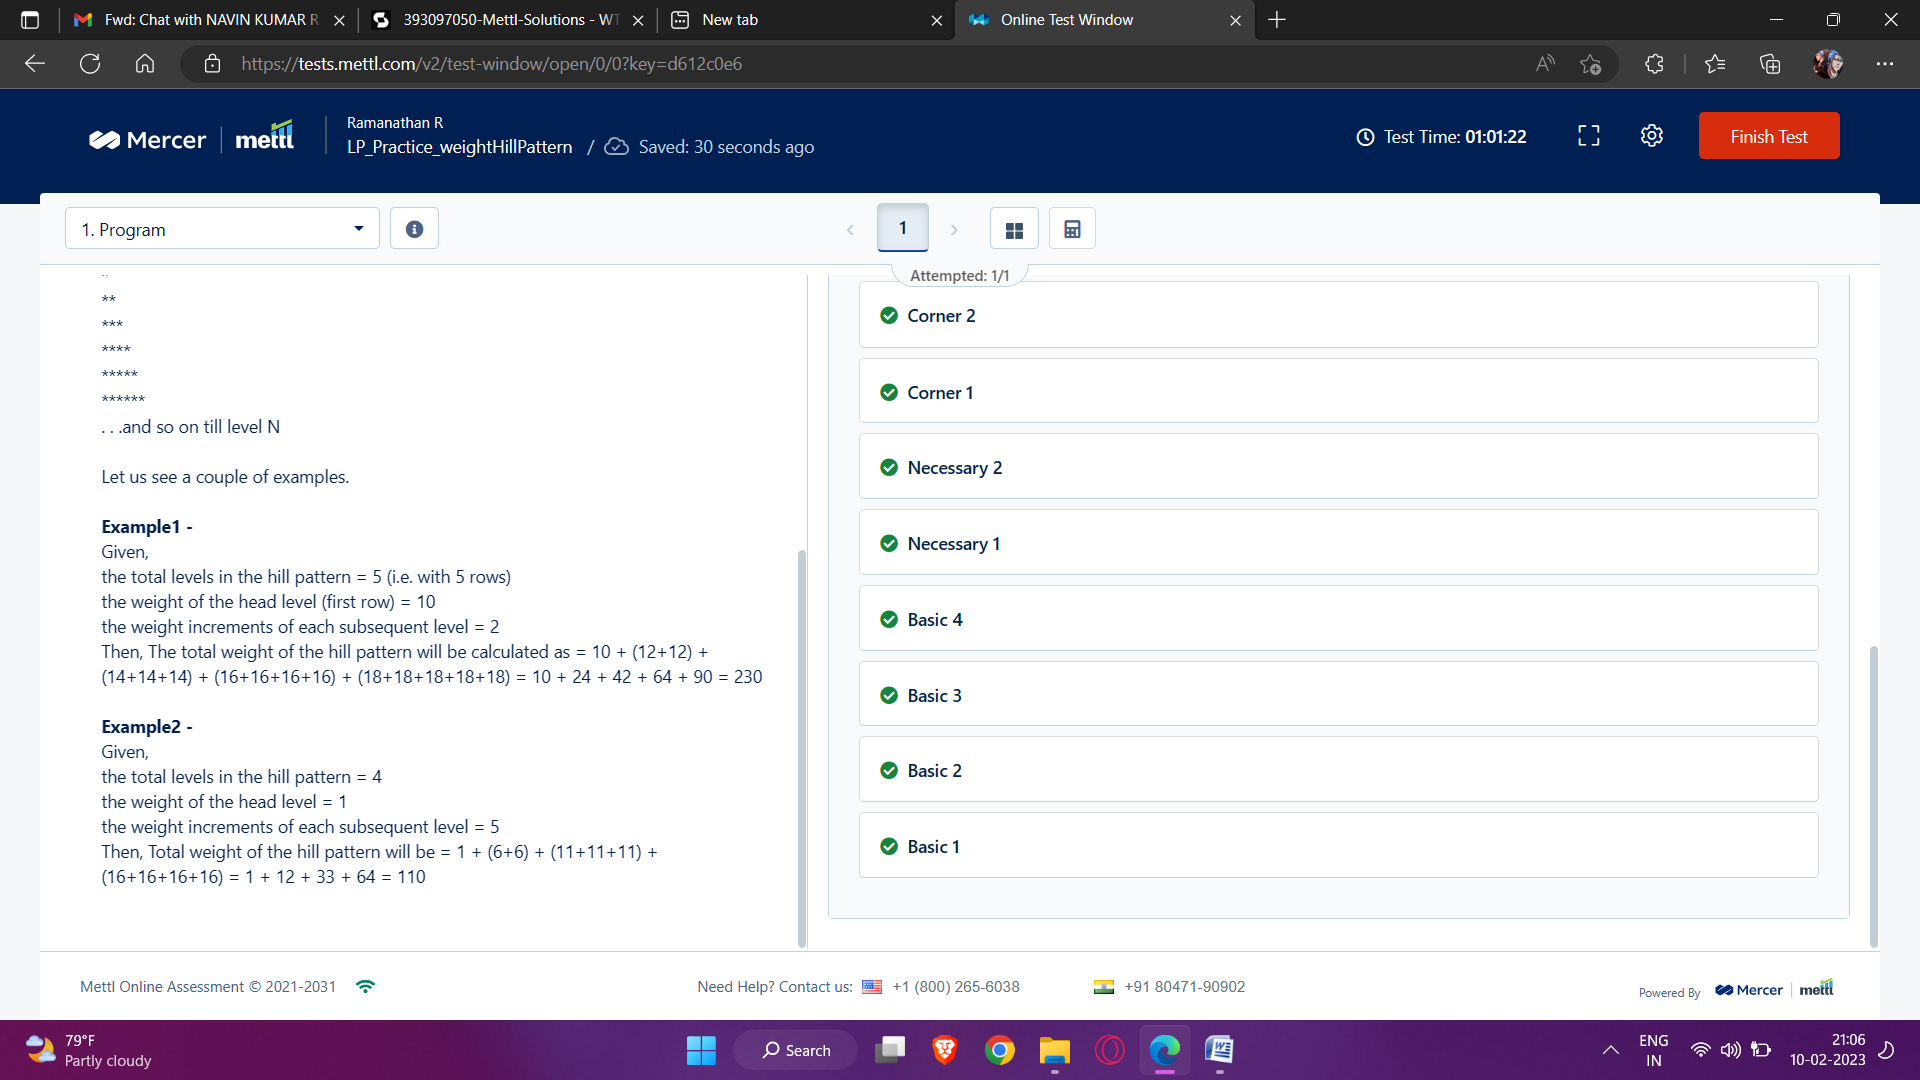 Fwd: Chat with NAVIN KUMAR R
393097050-Mettl-Solutions - WT
New tab
Online Test Window
https://tests.mettl.com/v2/test-window/open/0/0?key=d612c0e6
Mercer | mettl
Ramanathan R
LP_Practice_weightHillPattern / Saved: 30 seconds ago
Test Time: 01:01:22
Finish Test
1. Program
1
Attempted: 1/1
**
***
****
*****
******
. . .and so on till level N
Let us see a couple of examples.
Example1 -
Given,
the total levels in the hill pattern = 5 (i.e. with 5 rows)
the weight of the head level (first row) = 10
the weight increments of each subsequent level = 2
Then, The total weight of the hill pattern will be calculated as = 10 + (12+12) +
(14+14+14) + (16+16+16+16) + (18+18+18+18+18) = 10 + 24 + 42 + 64 + 90 = 230
Example2 -
Given,
the total levels in the hill pattern = 4
the weight of the head level = 1
the weight increments of each subsequent level = 5
Then, Total weight of the hill pattern will be = 1 + (6+6) + (11+11+11) +
(16+16+16+16) = 1 + 12 + 33 + 64 = 110
Corner 2
Corner 1
Necessary 2
Necessary 1
Basic 4
Basic 3
Basic 2
Basic 1
Mettl Online Assessment © 2021-2031
Need Help? Contact us: +1 (800) 265-6038
+91 80471-90902
Powered By Mercer | mettl
79°F
Partly cloudy
Search
ENG
IN
21:06
10-02-2023